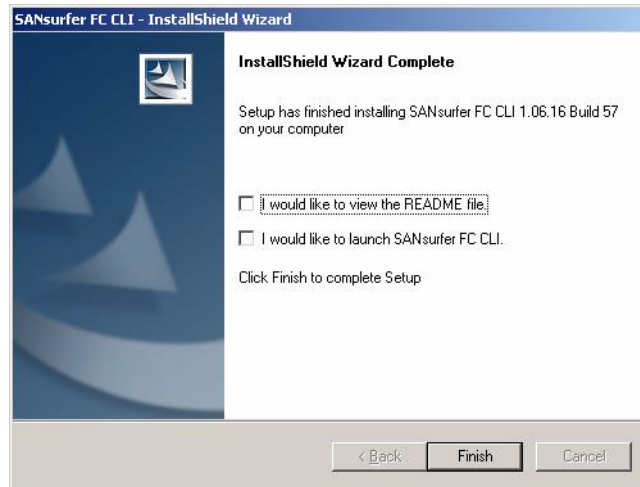 SANsurfer FC CLI - InstallShield Wizard
InstallShield Wizard Complete
Setup has finished installing SANsurfer FC CLI 1.06.16 Build 57
on your computer
I would like to view the README file.
I would like to launch SANsurfer FC CLI.
Click Finish to complete Setup
< Back Finish Cancel